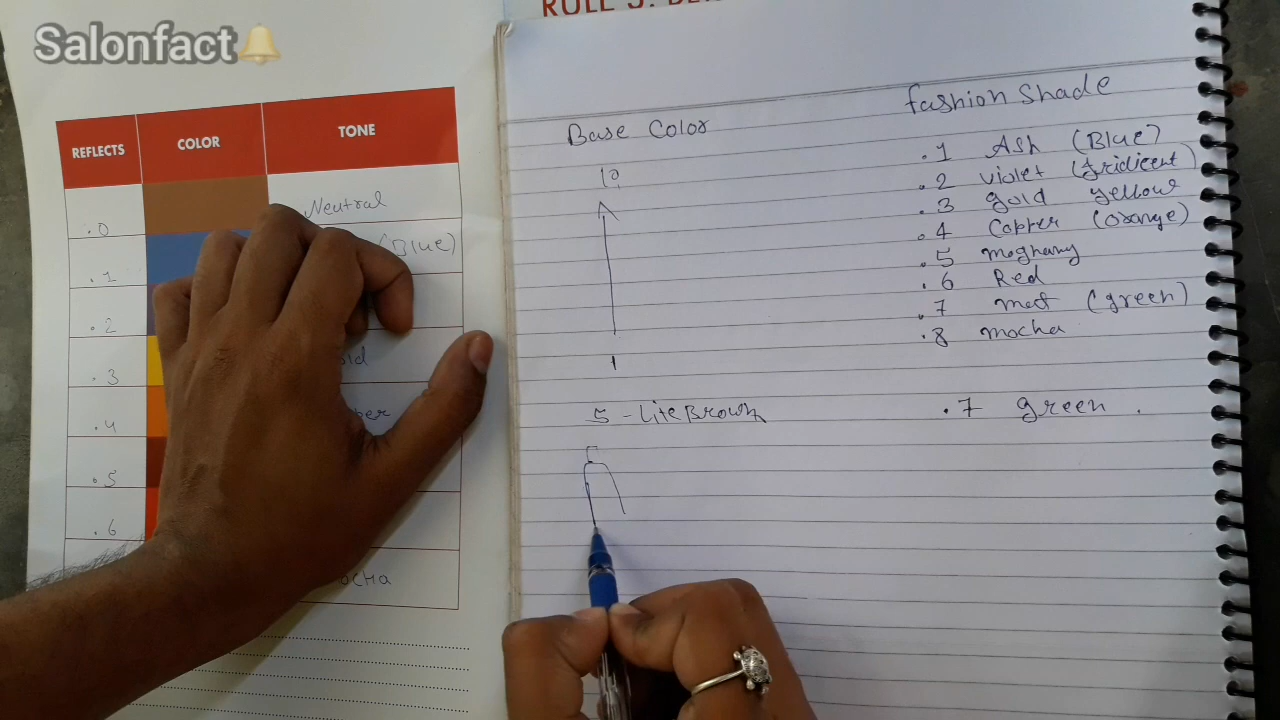 Salonfact
REFLECTS COLOR TONE
.0 Neutral
.1 (Blue)
.2
.3
.4
.5
.6
Base Color
10
1
5 - Lite Brown
fashion Shade
.1 Ash (Blue)
.2 violet
.3 gold yellow
.4 Copper (orange)
.5 moghany
.6 Red
.7 mat (green)
.8 mocha
.7 green .